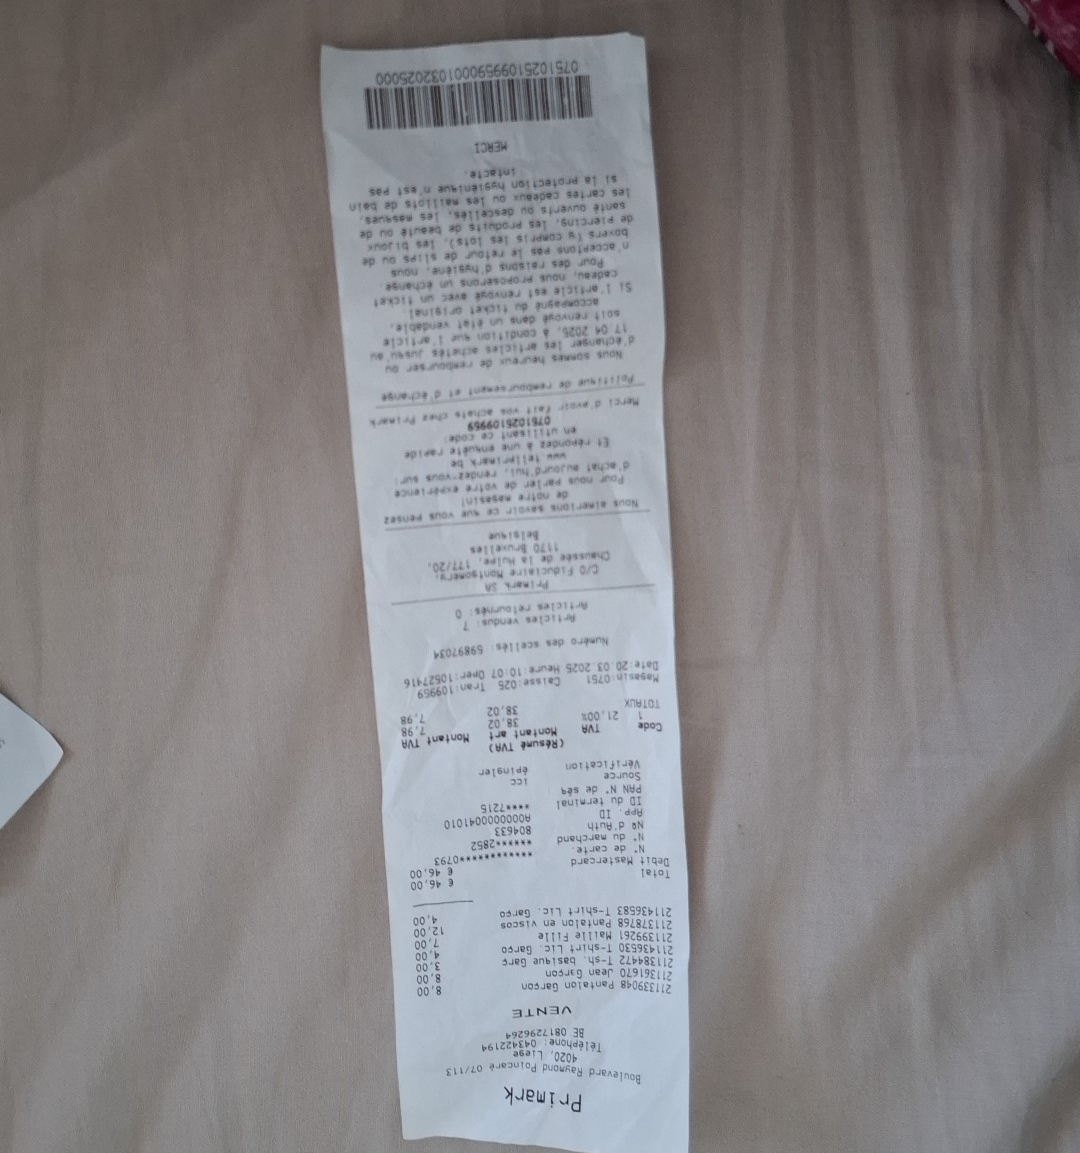 Primark
Boulevard Raymond Poincaré 07/113
4020, Liege
Téléphone: 043422194
BE 0817296264
VENTE
211339048 Pantalon Garçon 8,00
211361670 Jean Garçon 8,00
211384472 T-sh. basique Garç 3,00
211436530 T-shirt Lic. Garço 4,00
211399261 Maille Fille 7,00
211378768 Pantalon en viscos 12,00
211436583 T-shirt Lic. Garço 4,00
Total € 46,00
Debit Mastercard € 46,00
N° de carte. ************0793
N° du marchand ******2852
Nº d'Auth 804633
App. ID A0000000041010
ID du terminal ****7215
PAN N° de séq
Source icc
Vérification épingler
(Résumé TVA)
Code TVA Montant art Montant TVA
1 21,00% 38,02 7,98
TOTAUX 38,02 7,98
Magasin:0751 Caisse:025 Tran:109959
Date:20.03.2025 Heure:10:07 Oper:10527416
Numéro des scellés: 59897034
Articles vendus: 7
Articles retournés: 0
Primark SA
C/O Fiduciaire Montgomery,
Chaussée de la Hulpe, 177/20,
1170 Bruxelles
Belgique
Nous aimerions savoir ce que vous pensez
de notre magasin!
Pour nous parler de votre expérience
d'achat aujourd'hui, rendez-vous sur:
www.tellprimark.be
Et répondez à une enquête rapide
en utilisant ce code:
0751025109959
Merci d'avoir fait vos achats chez Primark
Politique de remboursement et d'échange
Nous sommes heureux de rembourser ou
d'échanger les articles achetés jusqu'au
17.04.2025, à condition que l'article
soit renvoyé dans un état vendable,
accompagné du ticket original.
Si l'article est renvoyé avec un ticket
cadeau, nous proposerons un échange.
Pour des raisons d'hygiène, nous
n'acceptons pas le retour de slips ou de
boxers (y compris les lots), les bijoux
de piercing, les produits de beauté ou de
santé ouverts ou descellés, les masques,
les cartes cadeaux ou les maillots de bain
si la protection hygiénique n'est pas
intacte.
MERCI
07510251099590001032025000